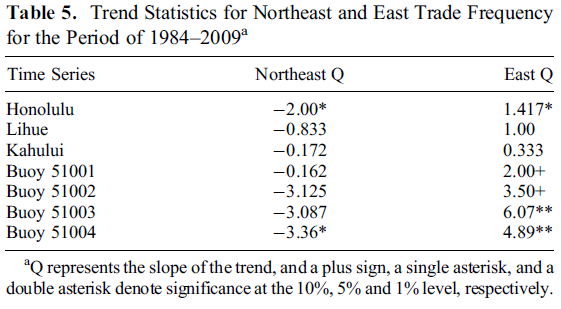 Table 5. Trend Statistics for Northeast and East Trade Frequency
for the Period of 1984–2009a
Time Series Northeast Q East Q
Honolulu −2.00* 1.417*
Lihue −0.833 1.00
Kahului −0.172 0.333
Buoy 51001 −0.162 2.00+
Buoy 51002 −3.125 3.50+
Buoy 51003 −3.087 6.07**
Buoy 51004 −3.36* 4.89**
aQ represents the slope of the trend, and a plus sign, a single asterisk, and a
double asterisk denote significance at the 10%, 5% and 1% level, respectively.